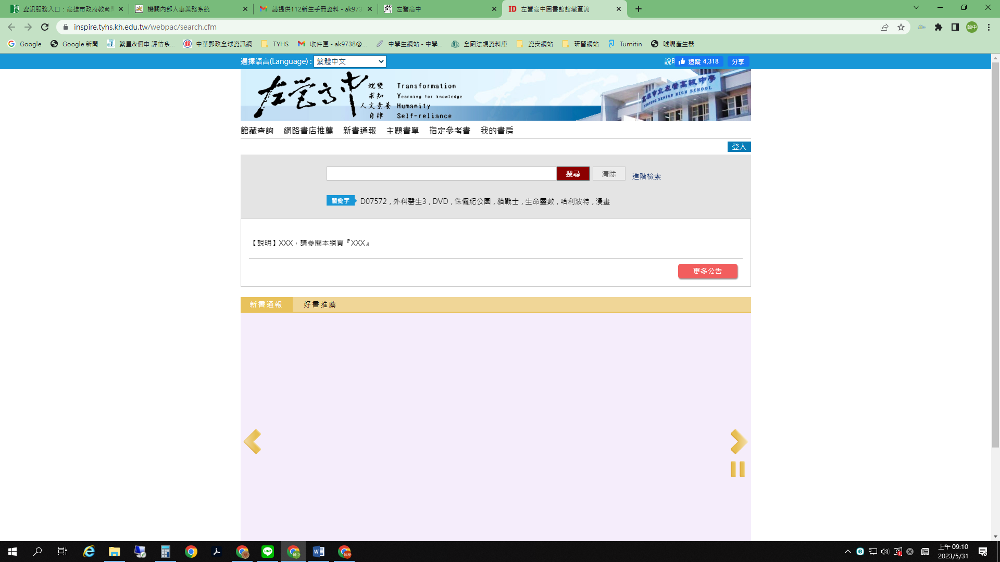 資訊服務入口：高雄市政府教育局
機關內部人事業務系統
請提供112新生手冊資料 - ak973
左營高中
左營高中圖書館館藏查詢
inspire.tyhs.kh.edu.tw/webpac/search.cfm
翰中
Google
Google 新聞
繁星&個申 評估系...
中華郵政全球資訊網
TYHS
收件匣 - ak9738@...
中學生網站 - 中學...
全國法規資料庫
資安網站
研習網站
Turnitin
唬爛產生器
選擇語言(Language) : 繁體中文
說明
追蹤 4,318
分享
左營高中
蛻變 Transformation
求知 Yearning for knowledge
人文素養 Humanity
自律 Self-reliance
高雄市立左營高級中學
TSOYING SENIOR HIGH SCHOOL
館藏查詢 網路書店推薦 新書通報 主題書單 指定參考書 我的書房
登入
搜尋 清除 進階檢索
關鍵字 D07572 , 外科醫生3 , DVD , 侏儸紀公園 , 貓戰士 , 生命靈數 , 哈利波特 , 漫畫
【說明】XXX，請參閱本網頁『XXX』
更多公告
新書通報 好書推薦
翰中
上午 09:10
2023/5/31